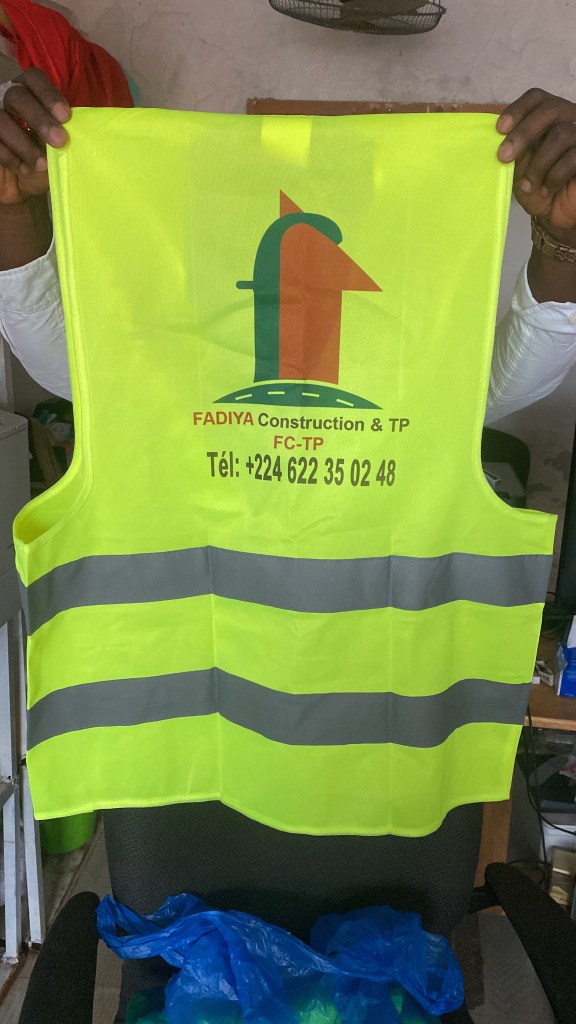 FADIYA Construction & TP
FC-TP
Tél: +224 622 35 02 48